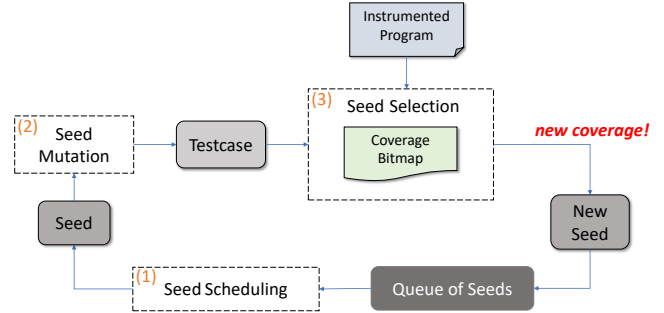 Instrumented
Program
(3)
Seed Selection
Coverage
Bitmap
new coverage!
(2)
Seed
Mutation
Testcase
Seed
New
Seed
(1)
Seed Scheduling
Queue of Seeds